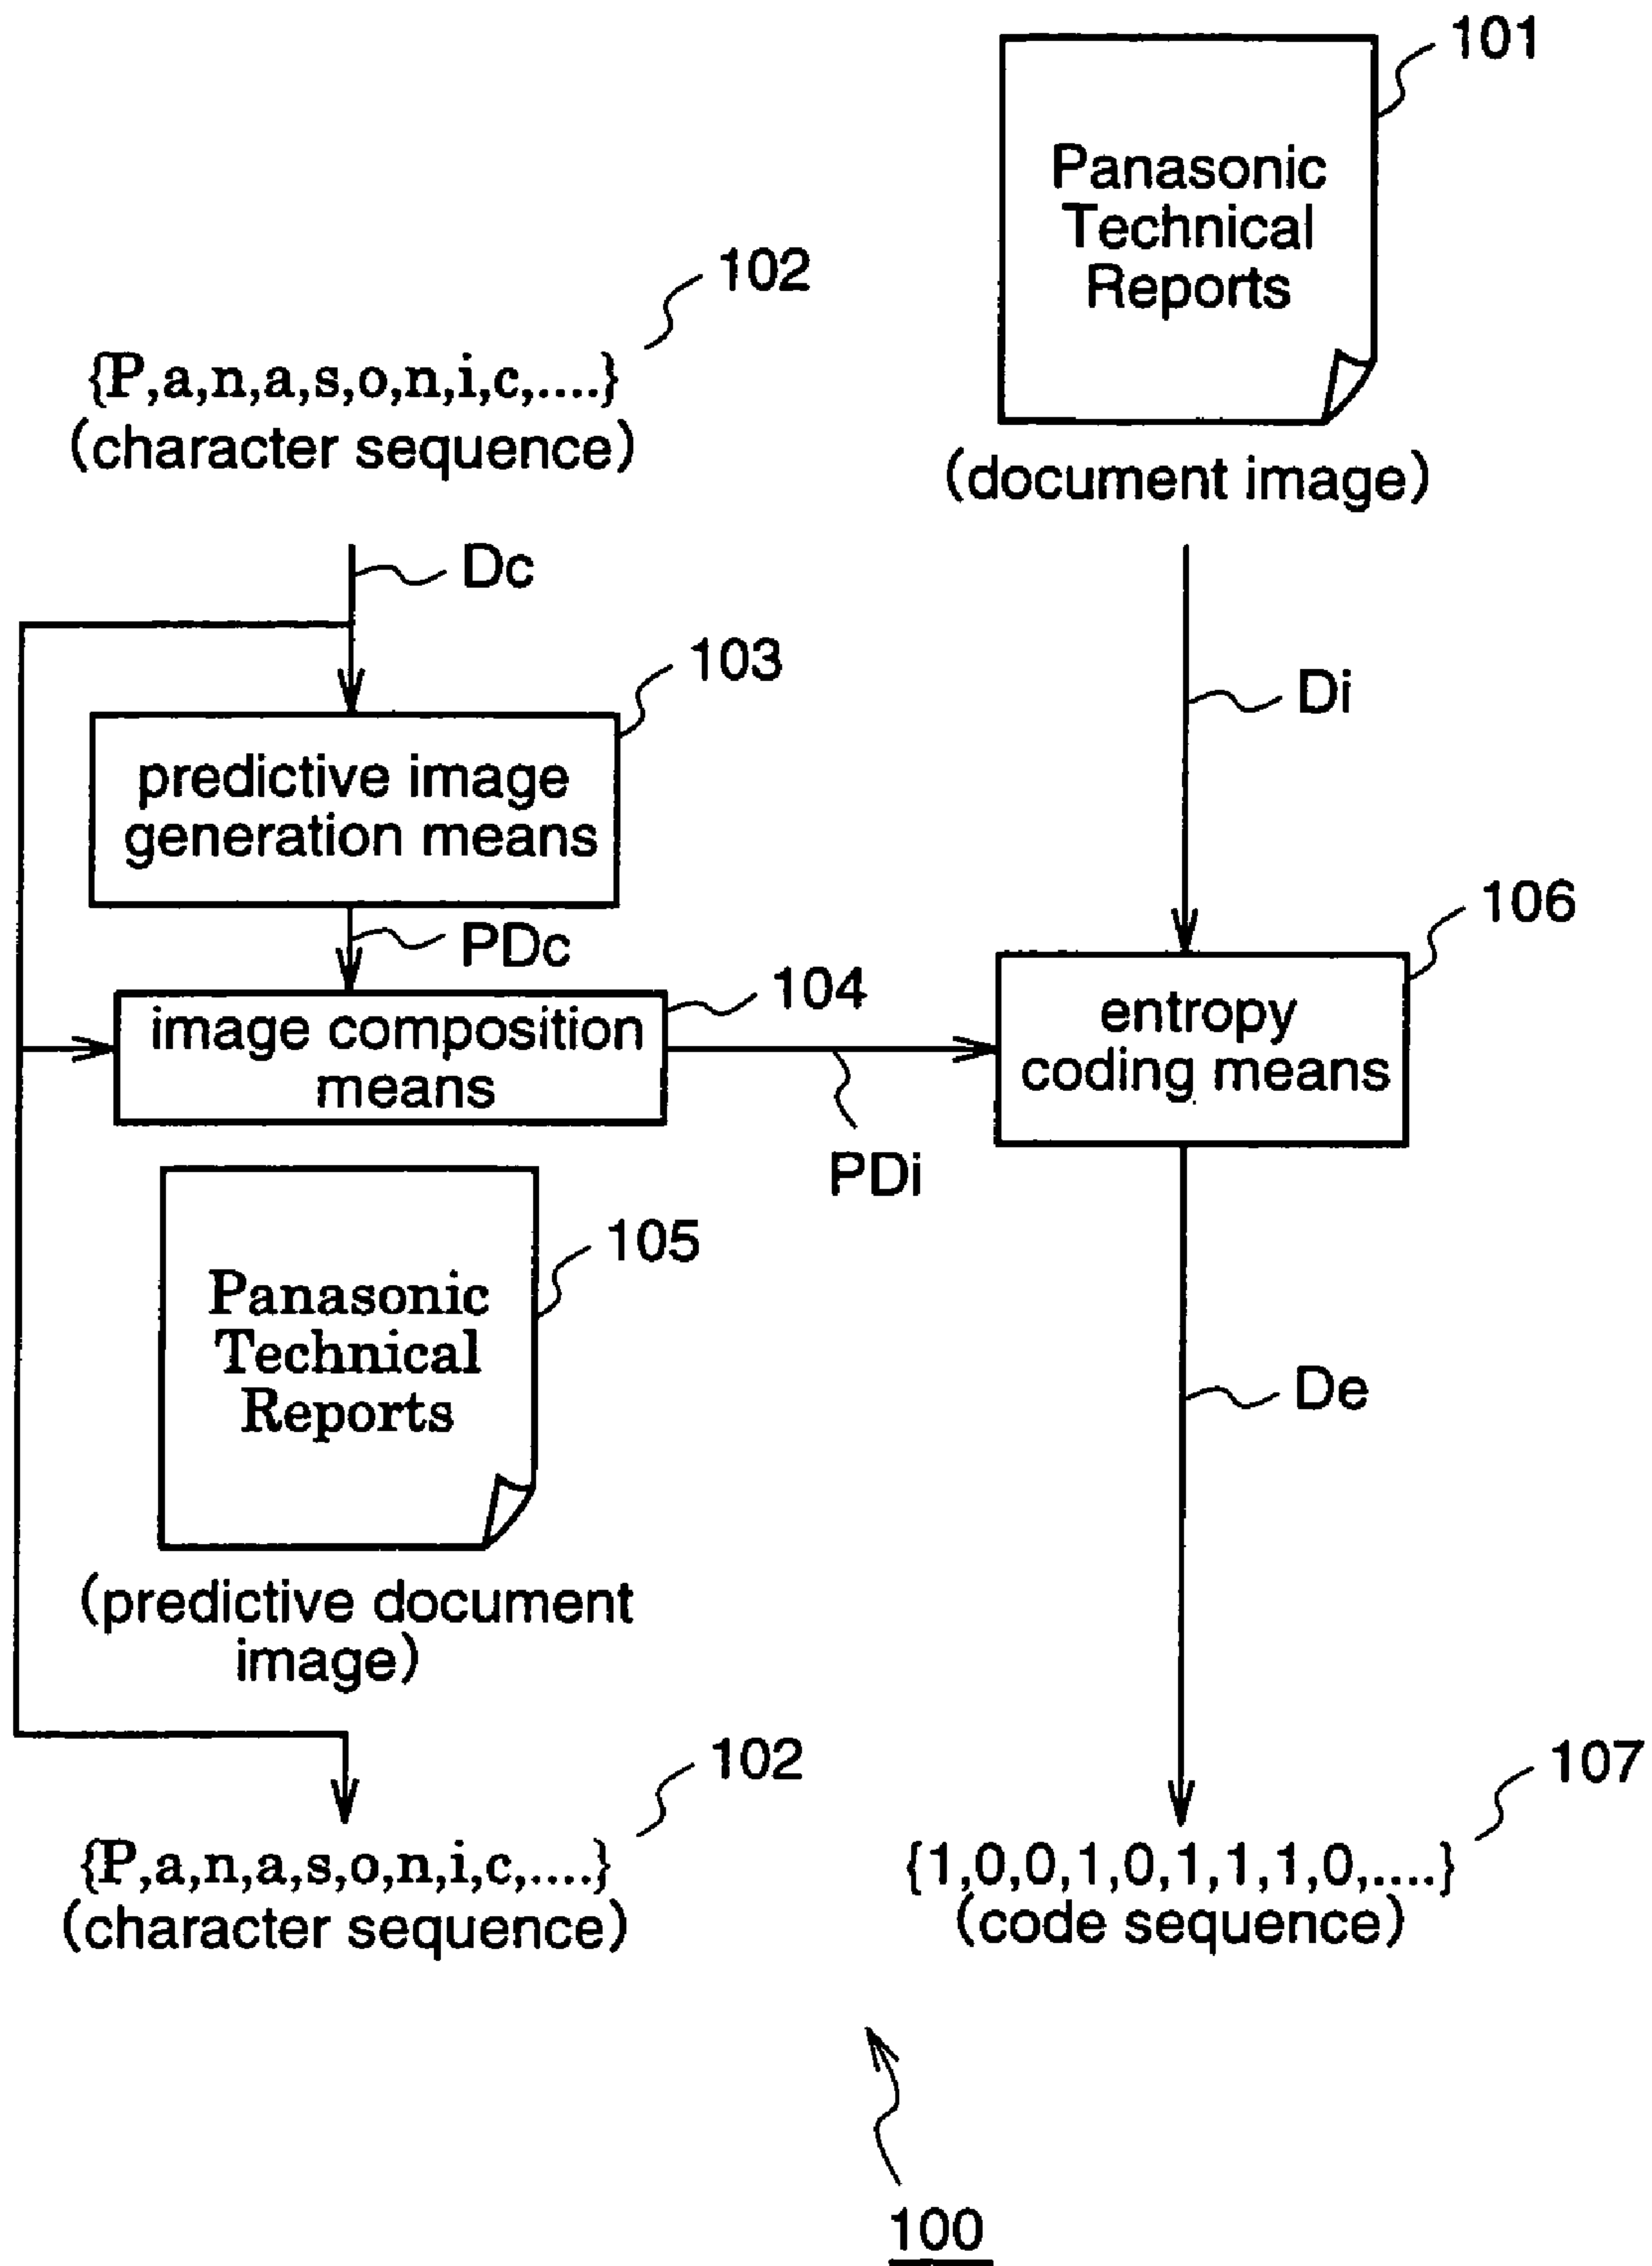 101
Panasonic
Technical
Reports
(document image)
102
{P,a,n,a,s,o,n,i,c,....}
(character sequence)
Dc
Di
103
predictive image
generation means
PDc
104
image composition
means
PDi
106
entropy
coding means
105
Panasonic
Technical
Reports
(predictive document
image)
De
102
{P,a,n,a,s,o,n,i,c,....}
(character sequence)
107
{1,0,0,1,0,1,1,1,0,....}
(code sequence)
100